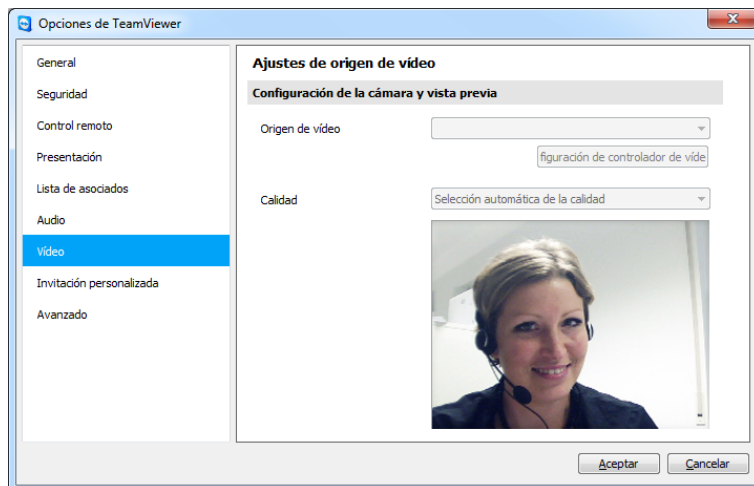 Opciones de TeamViewer
General
Seguridad
Control remoto
Presentación
Lista de asociados
Audio
Vídeo
Invitación personalizada
Avanzado
Ajustes de origen de vídeo
Configuración de la cámara y vista previa
Origen de vídeo
figuración de controlador de víde
Calidad
Selección automática de la calidad
Aceptar
Cancelar